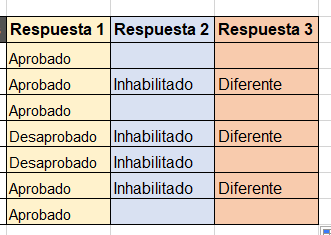 Respuesta 1 Respuesta 2 Respuesta 3
Aprobado
Aprobado Inhabilitado Diferente
Aprobado
Desaprobado Inhabilitado Diferente
Desaprobado Inhabilitado
Aprobado Inhabilitado Diferente
Aprobado